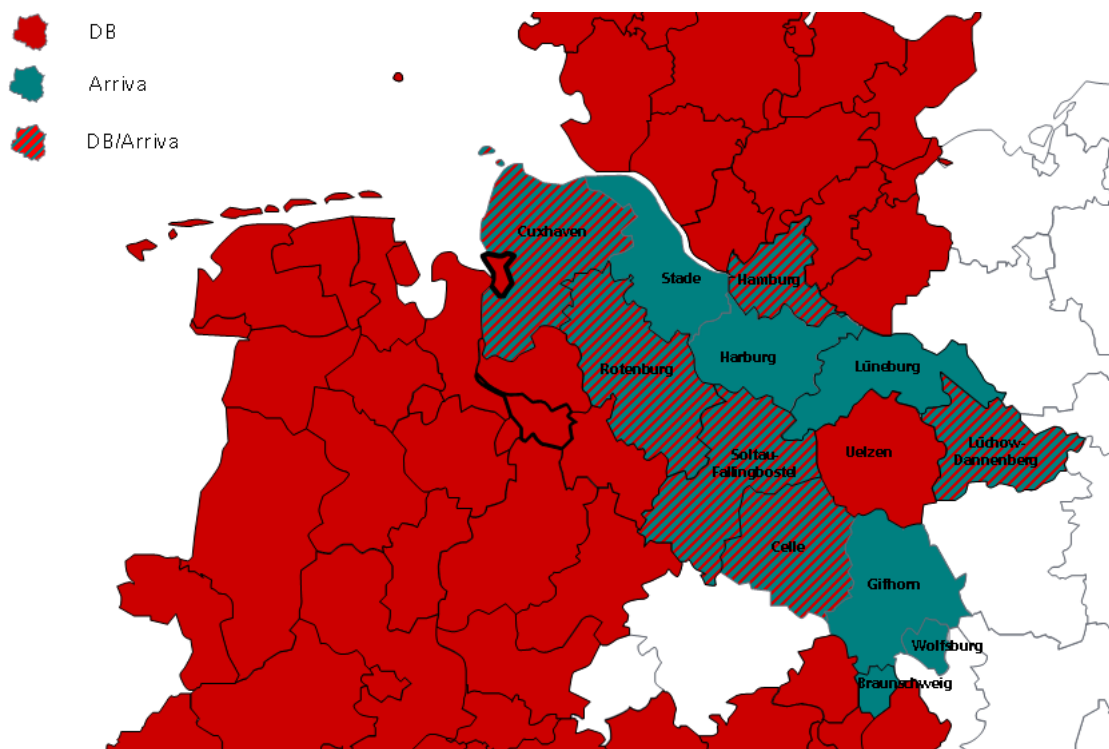 DB
Arriva
DB/Arriva
Cuxhaven
Stade
Hamburg
Harburg
Lüneburg
Rotenburg
Soltau-
Fallingbostel
Uelzen
Lüchow-
Dannenberg
Celle
Gifhorn
Wolfsburg
Braunschweig